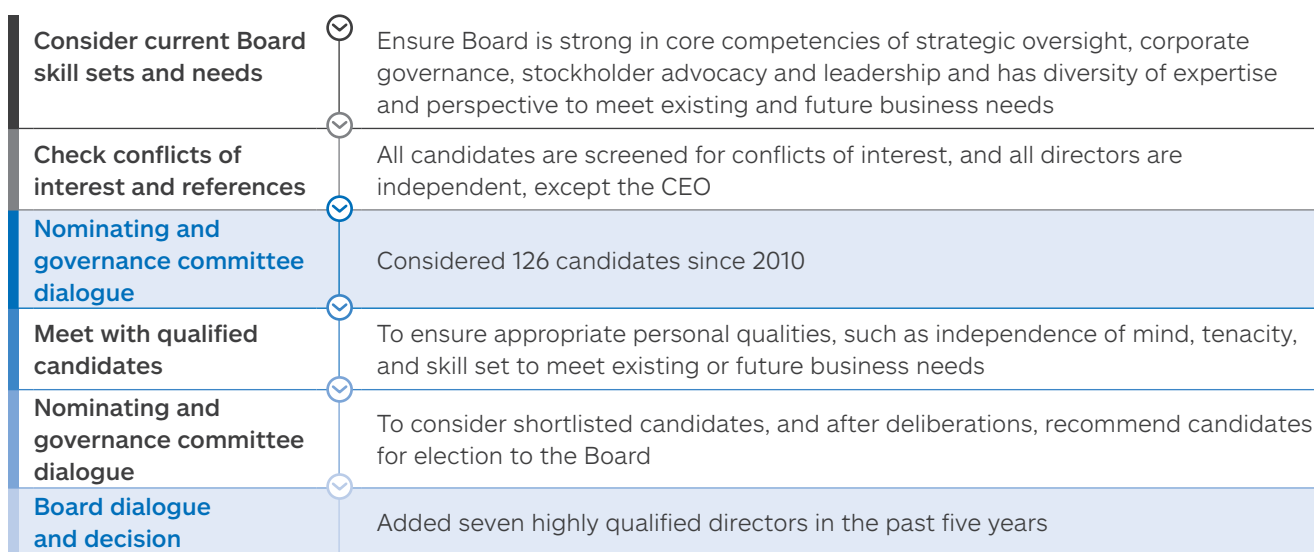 Consider current Board
skill sets and needs
Ensure Board is strong in core competencies of strategic oversight, corporate
governance, stockholder advocacy and leadership and has diversity of expertise
and perspective to meet existing and future business needs
Check conflicts of
interest and references
All candidates are screened for conflicts of interest, and all directors are
independent, except the CEO
Nominating and
governance committee
dialogue
Considered 126 candidates since 2010
Meet with qualified
candidates
To ensure appropriate personal qualities, such as independence of mind, tenacity,
and skill set to meet existing or future business needs
Nominating and
governance committee
dialogue
To consider shortlisted candidates, and after deliberations, recommend candidates
for election to the Board
Board dialogue
and decision
Added seven highly qualified directors in the past five years